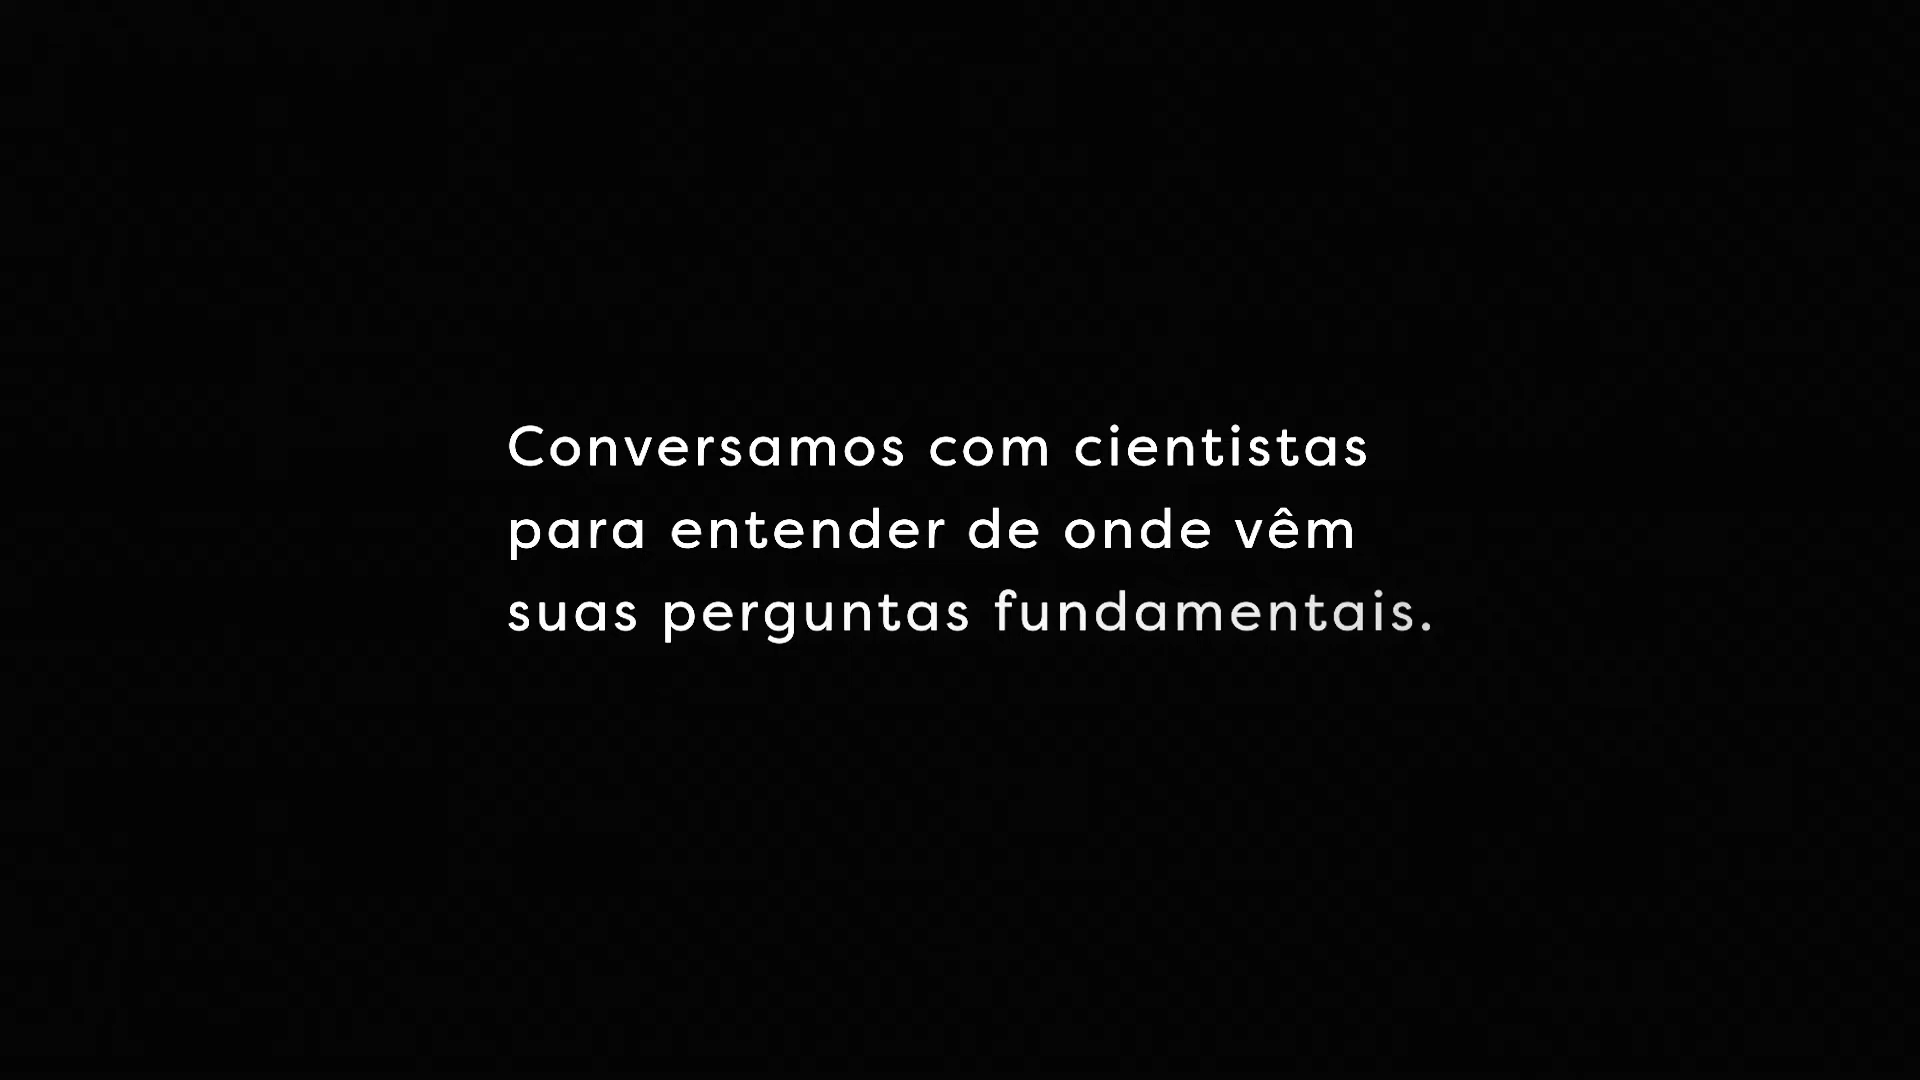 Conversamos com cientistas
para entender de onde vêm
suas perguntas fundamentais.